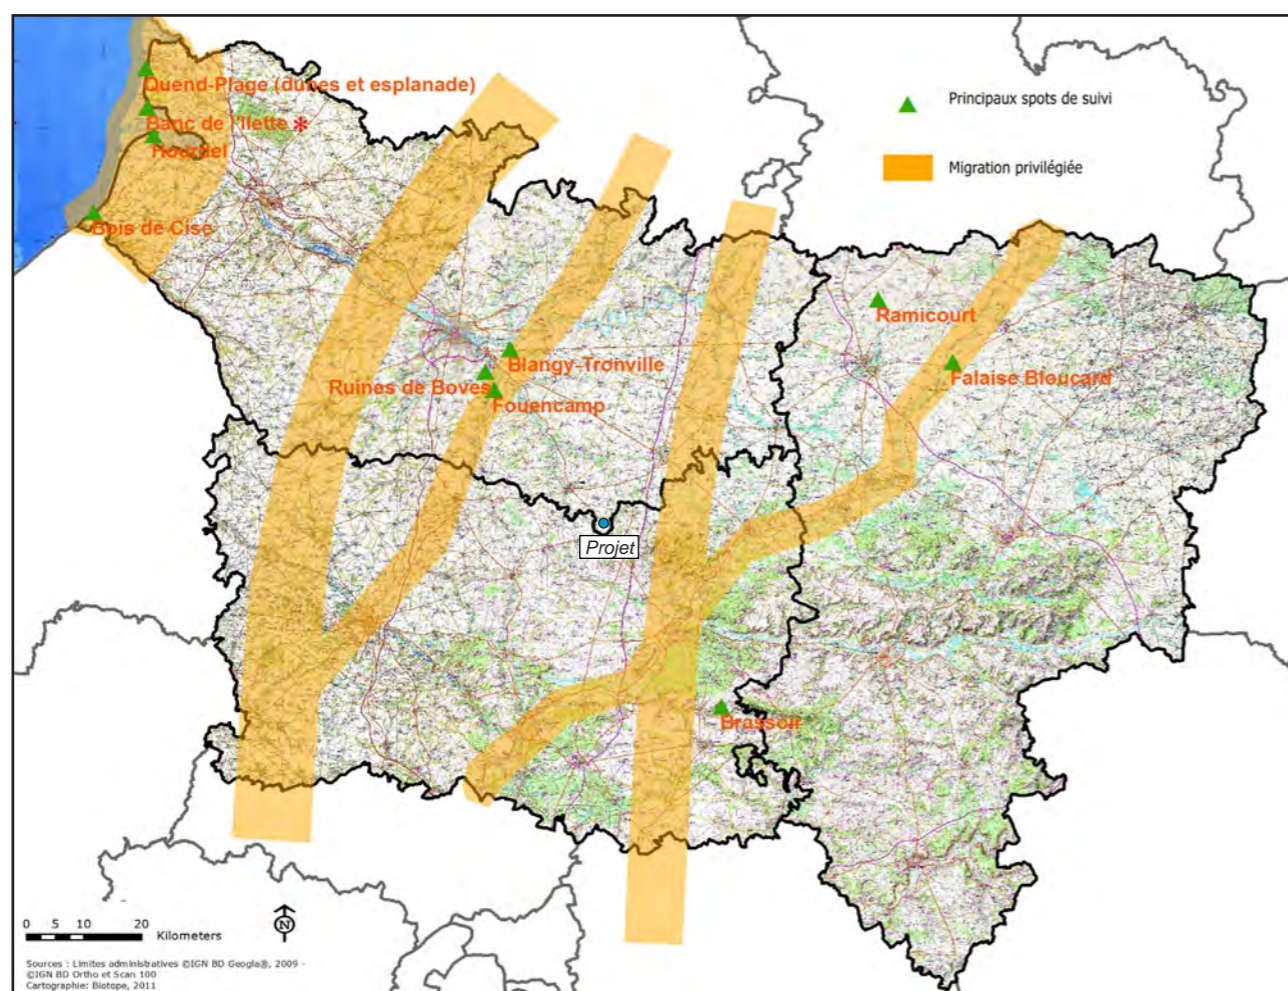 Quend-Plage (dunes et esplanade)
Banc de l'Ilette *
Hourdel
Bois de Cise
Principaux spots de suivi
Migration privilégiée
Ramicourt
Falaise Bloucard
Blangy-Tronville
Ruines de Boves
Fouencamp
Projet
Brassoir
0 5 10 20
Kilometers
N
Sources : Limites administratives ©IGN BD Geogla®, 2009 -
©IGN BD Ortho et Scan 100
Cartographie: Biotope, 2011